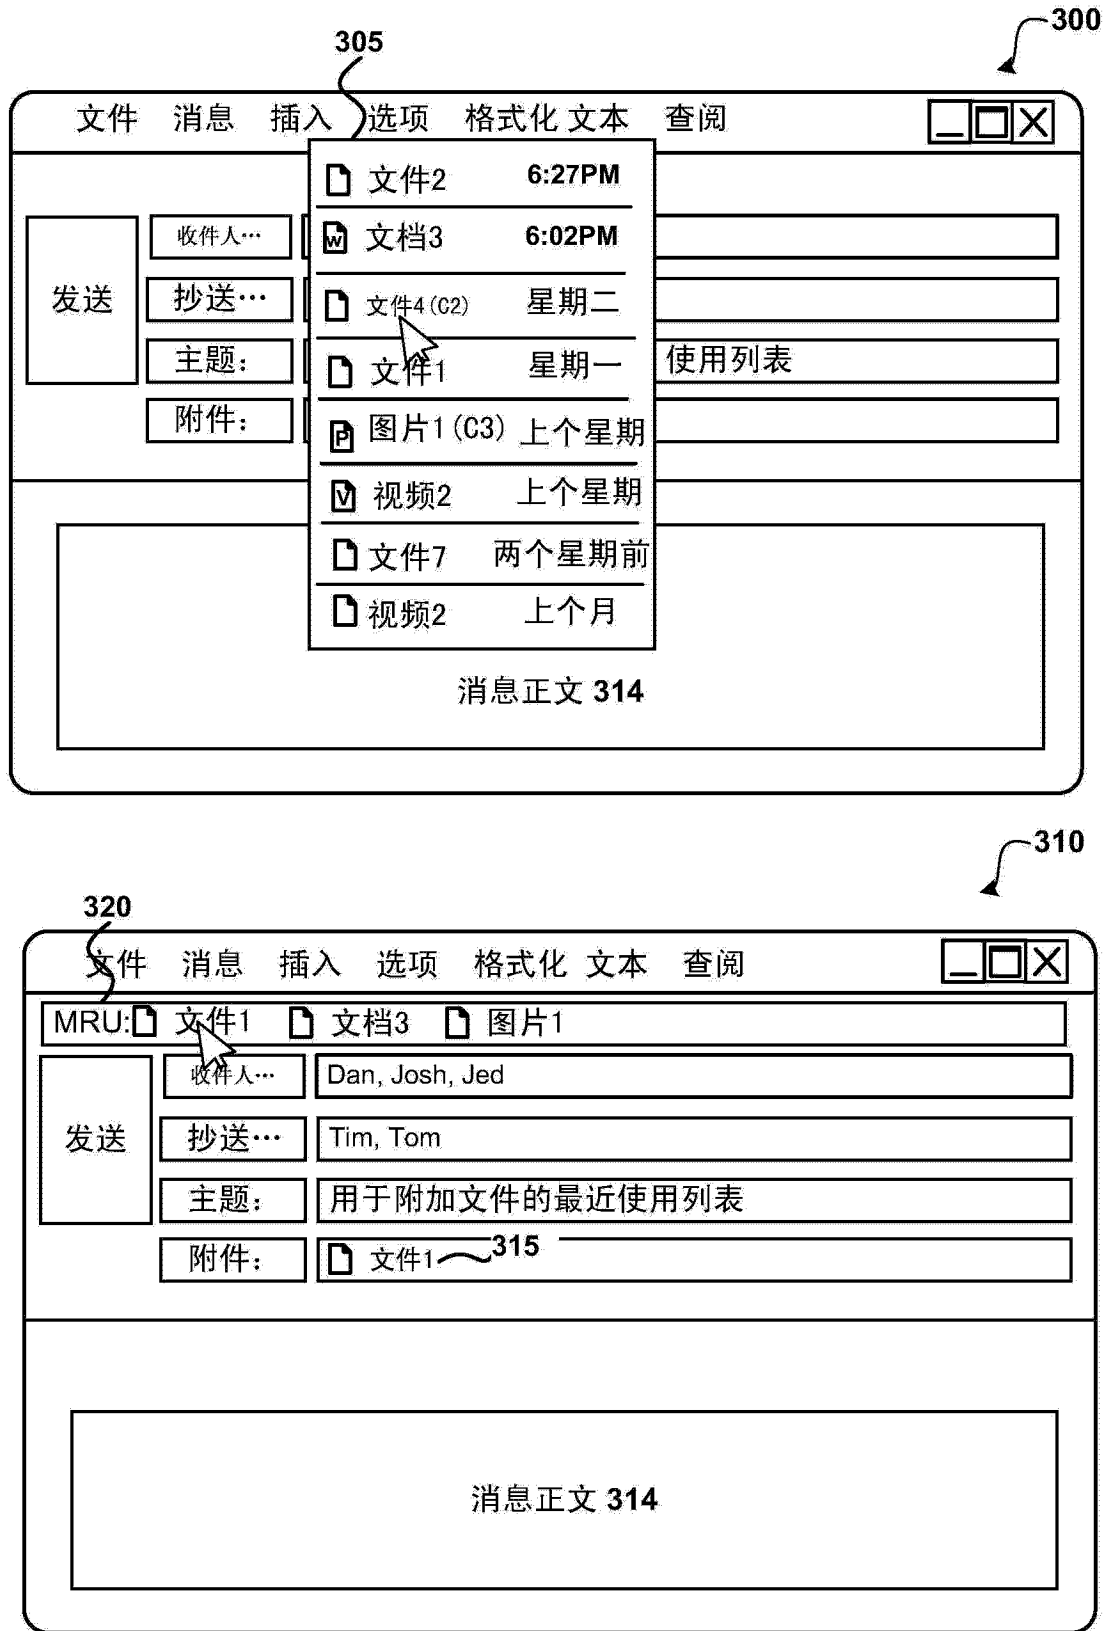 300
305
文件 消息 插入 选项 格式化 文本 查阅
文件2 6:27PM
收件人… W 文档3 6:02PM
发送 抄送… 文件4(C2) 星期二
主题： 文件1 星期一 使用列表
附件： P 图片1(C3) 上个星期
V 视频2 上个星期
文件7 两个星期前
视频2 上个月
消息正文 314
310
320
文件 消息 插入 选项 格式化 文本 查阅
MRU: 文件1 文档3 图片1
收件人… Dan, Josh, Jed
发送 抄送… Tim, Tom
主题： 用于附加文件的最近使用列表
附件： 文件1 315
消息正文 314